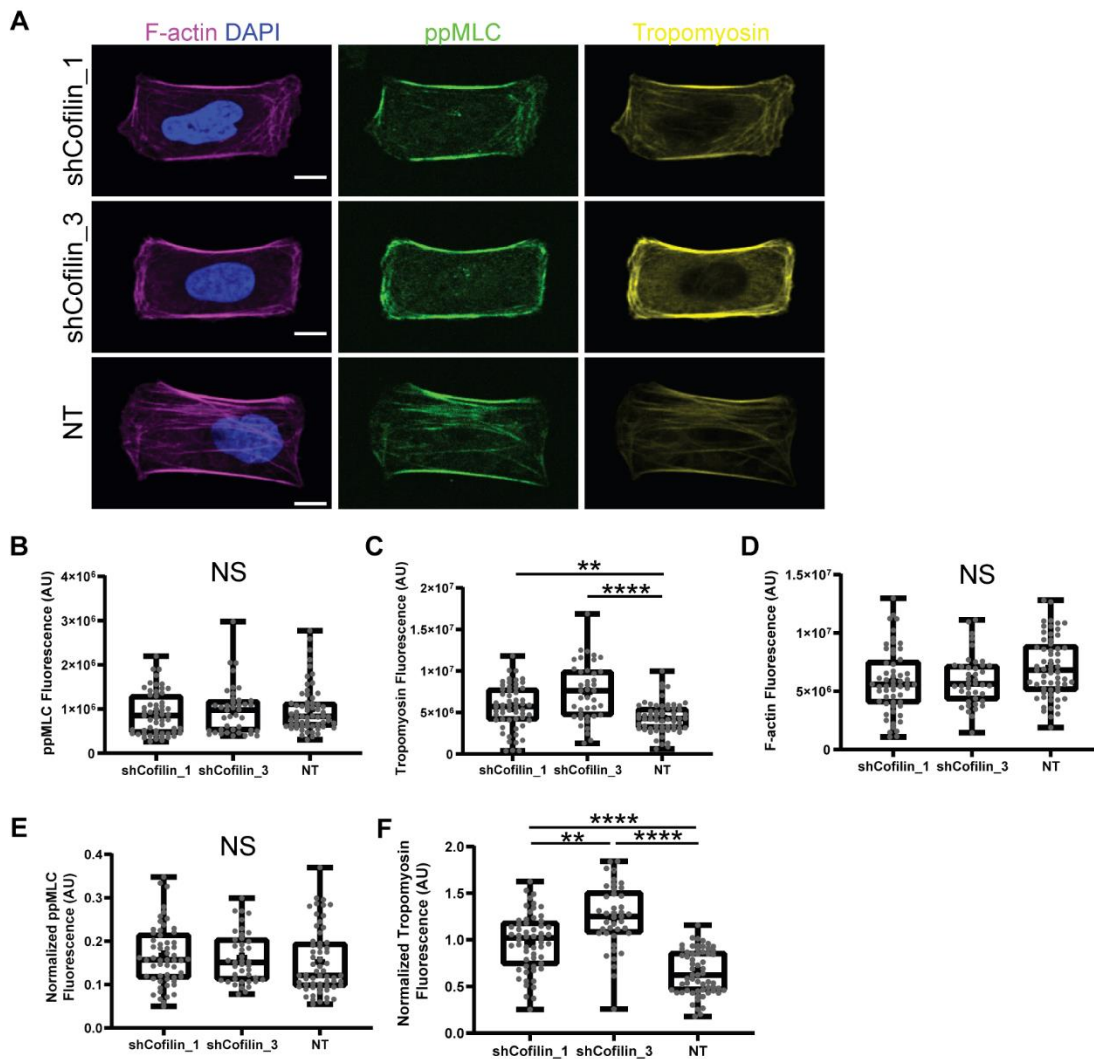 A
F-actin DAPI
ppMLC
Tropomyosin
shCofilin_1
shCofilin_3
NT
B
NS
ppMLC Fluorescence (AU)
4×10⁶
3×10⁶
2×10⁶
1×10⁶
0
shCofilin_1
shCofilin_3
NT
C
**
****
Tropomyosin Fluorescence (AU)
2×10⁷
2×10⁷
1×10⁷
5×10⁶
0
shCofilin_1
shCofilin_3
NT
D
NS
F-actin Fluorescence (AU)
1.5×10⁷
1×10⁷
5×10⁶
0
shCofilin_1
shCofilin_3
NT
E
NS
Normalized ppMLC
Fluorescence (AU)
0.4
0.3
0.2
0.1
0.0
shCofilin_1
shCofilin_3
NT
F
****
**
****
Normalized Tropomyosin
Fluorescence (AU)
2.0
1.5
1.0
0.5
0.0
shCofilin_1
shCofilin_3
NT